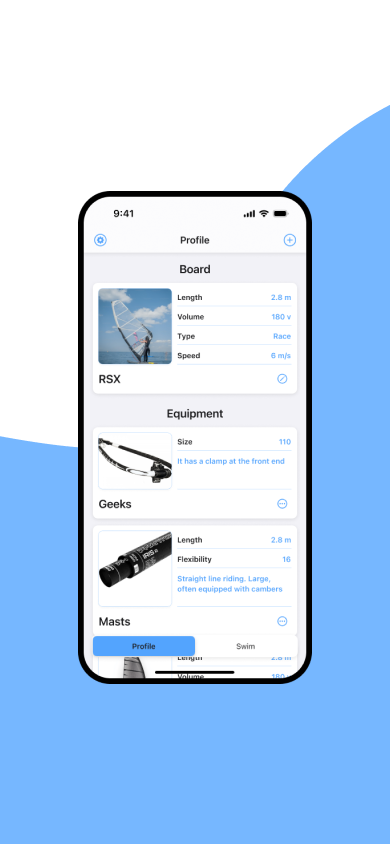 9:41
Profile
Board
Length 2.8 m
Volume 180 v
Type Race
Speed 6 m/s
RSX
Equipment
Size 110
It has a clamp at the front end
Geeks
IRIS
Length 2.8 m
Flexibility 16
Straight line riding. Large,
often equipped with cambers
Masts
Profile Swim
Length 2.8 m
Volume 180 v